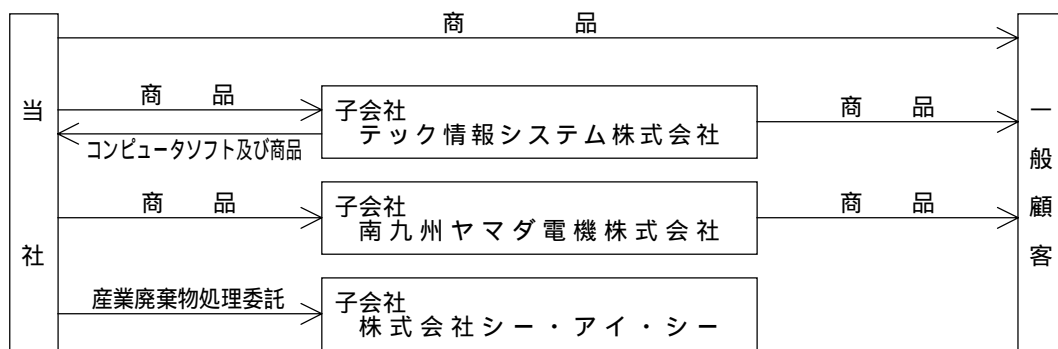 商 品
当 社
一 般 顧 客
商 品
子会社
テック情報システム株式会社
商 品
コンピュータソフト及び商品
商 品
子会社
南九州ヤマダ電機株式会社
商 品
産業廃棄物処理委託
子会社
株式会社シー・アイ・シー